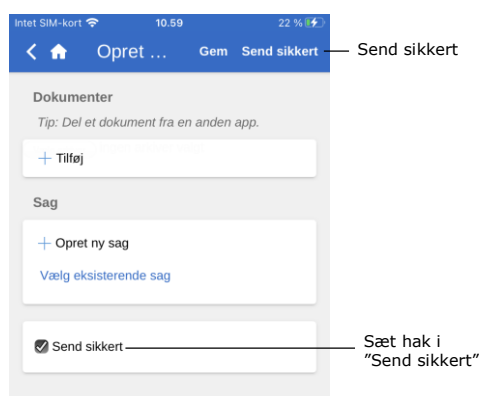 Intet SIM-kort 10.59 22 %
Opret ... Gem Send sikkert
Send sikkert
Dokumenter
Tip: Del et dokument fra en anden app.
Tilføj
Sag
Opret ny sag
Vælg eksisterende sag
Send sikkert
Sæt hak i
”Send sikkert”